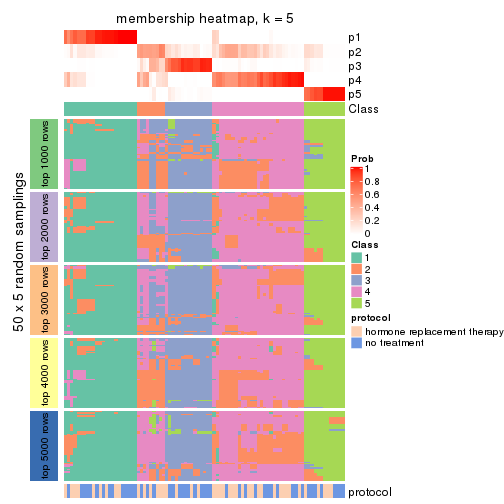 membership heatmap, k = 5
p1
p2
p3
p4
p5
Class
50 x 5 random samplings
top 1000 rows
top 2000 rows
top 3000 rows
top 4000 rows
top 5000 rows
protocol
Prob
1
0.8
0.6
0.4
0.2
0
Class
1
2
3
4
5
protocol
hormone replacement therapy
no treatment